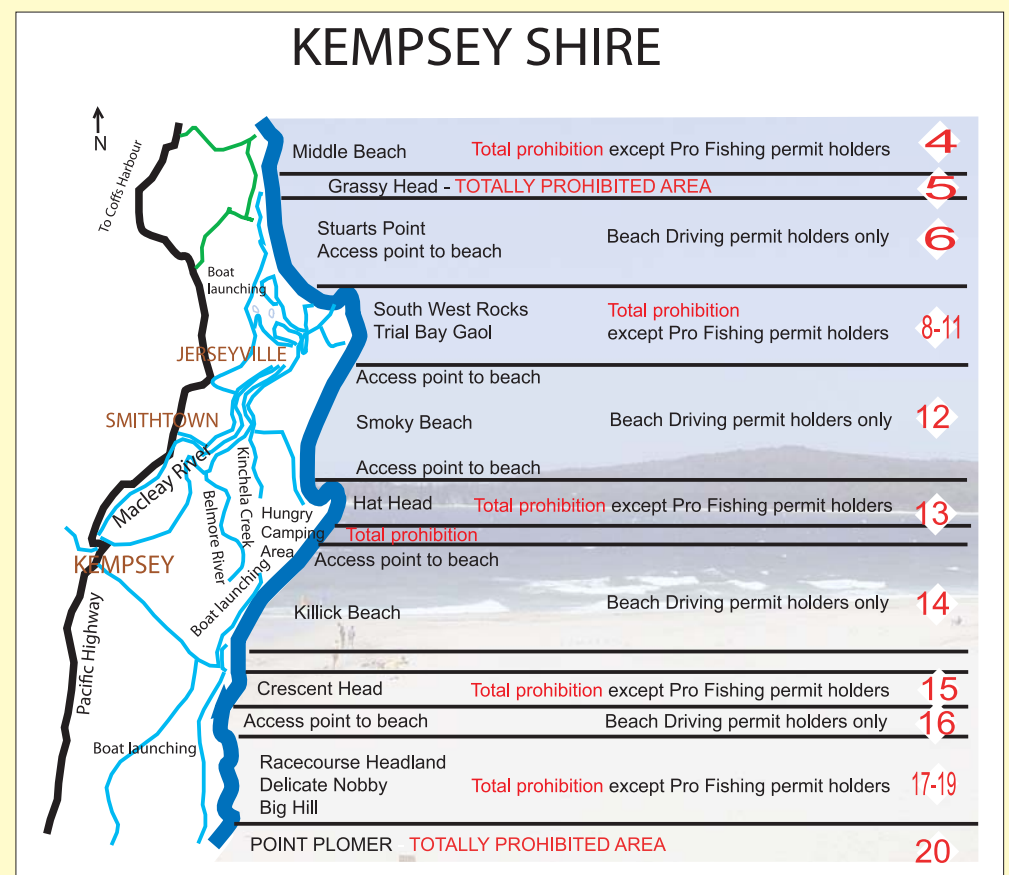 KEMPSEY SHIRE
N
To Coffs Harbour
Middle Beach Total prohibition except Pro Fishing permit holders 4
Grassy Head - TOTALLY PROHIBITED AREA 5
Stuarts Point
Access point to beach Beach Driving permit holders only 6
Boat
launching
South West Rocks Total prohibition
Trial Bay Gaol except Pro Fishing permit holders 8-11
JERSEYVILLE
Access point to beach
SMITHTOWN
Smoky Beach Beach Driving permit holders only 12
Access point to beach
Macleay River
Kinchela Creek
Belmore River
Hat Head Total prohibition except Pro Fishing permit holders 13
Hungry
Camping
Area
Total prohibition
KEMPSEY
Access point to beach
Boat launching
Killick Beach Beach Driving permit holders only 14
Pacific Highway
Crescent Head Total prohibition except Pro Fishing permit holders 15
Access point to beach Beach Driving permit holders only 16
Boat launching
Racecourse Headland
Delicate Nobby Total prohibition except Pro Fishing permit holders 17-19
Big Hill
POINT PLOMER - TOTALLY PROHIBITED AREA 20